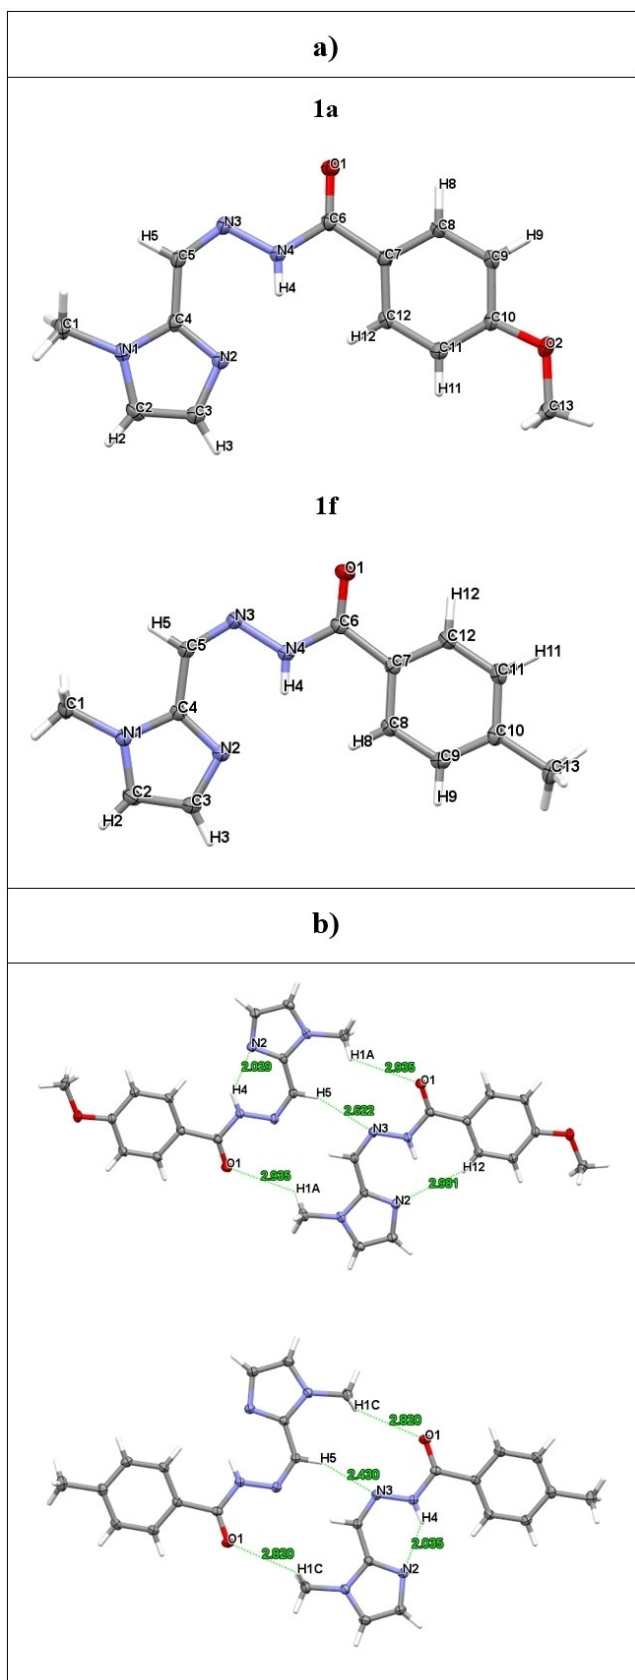 a)
1a
O1
H8
N3 C6 C8
H5 H9
C5 N4 C7 C9
H4
C1 C4 C12 C10
N1 N2 H12 C11 O2
H11
C2 C3 C13
H2 H3
1f
O1
H12
H5 N3 C6 C12
C5 N4 C11 H11
C7
H4
C1 C4 C8
N1 N2 H8 C10
C9 C13
C2 C3
H2 H9
H3
b)
N2
H1A
2.029 2.935 O1
H4 H5
2.622
N3
O1 H12
2.935 H1A N2 2.981
H1C
2.820
O1
H5
2.430
N3
H4
O1
2.820 2.035
H1C N2